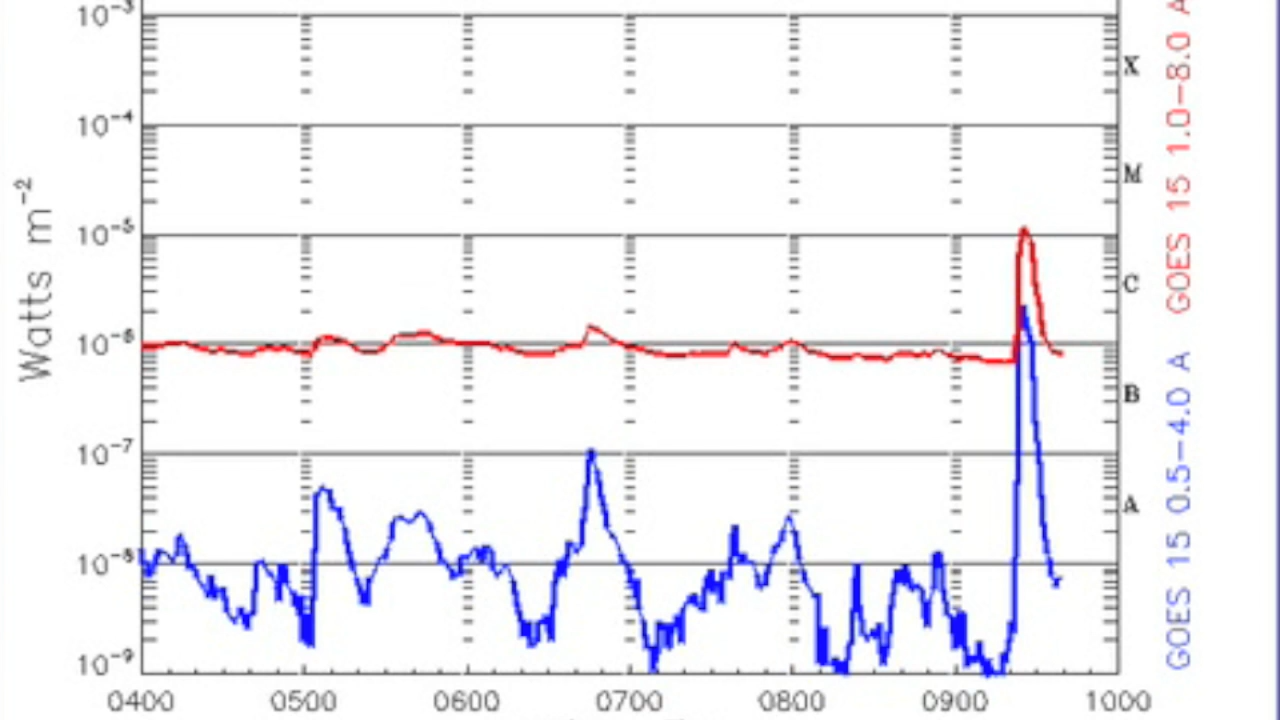 10-3
10-4
10-5
10-6
10-7
10-8
10-9
Watts m-2
X
M
C
B
A
GOES 15 0.5-4.0 A
GOES 15 1.0-8.0 A
0400 0500 0600 0700 0800 0900 1000